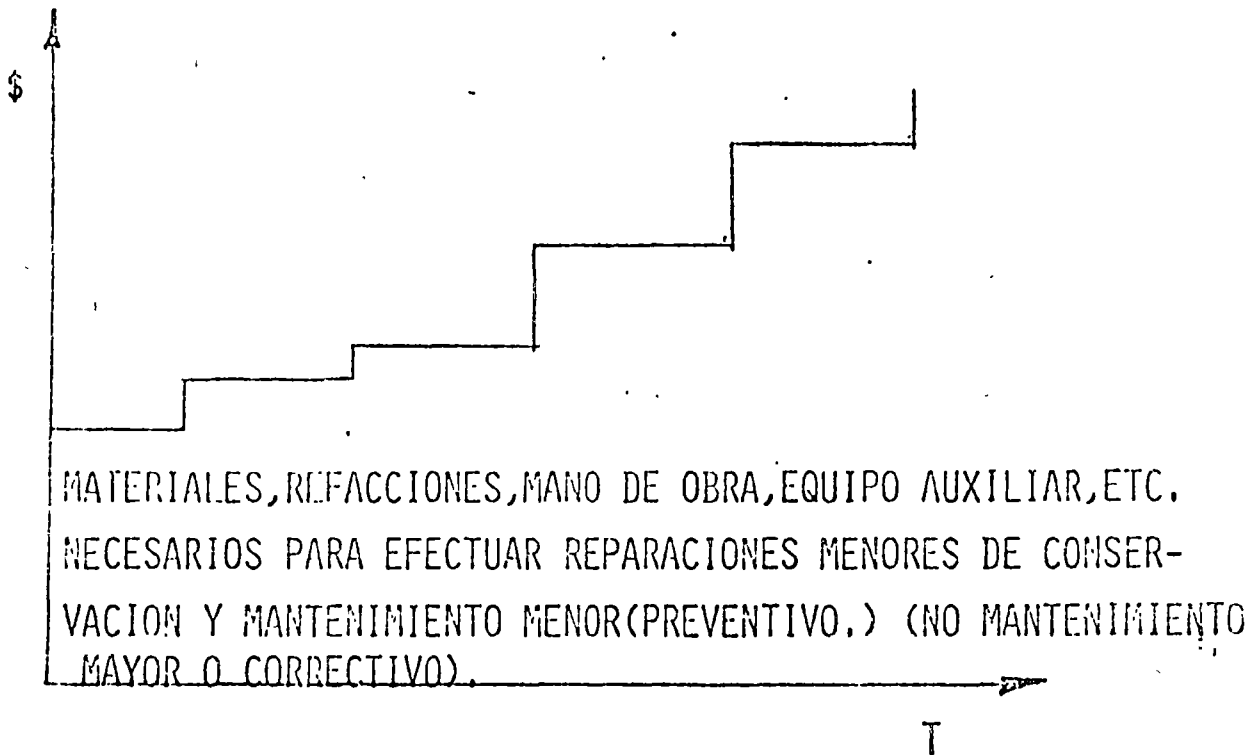 $
MATERIALES,REFACCIONES,MANO DE OBRA,EQUIPO AUXILIAR,ETC.
NECESARIOS PARA EFECTUAR REPARACIONES MENORES DE CONSER-
VACION Y MANTENIMIENTO MENOR(PREVENTIVO.) (NO MANTENIMIENTO
MAYOR O CORRECTIVO).
T